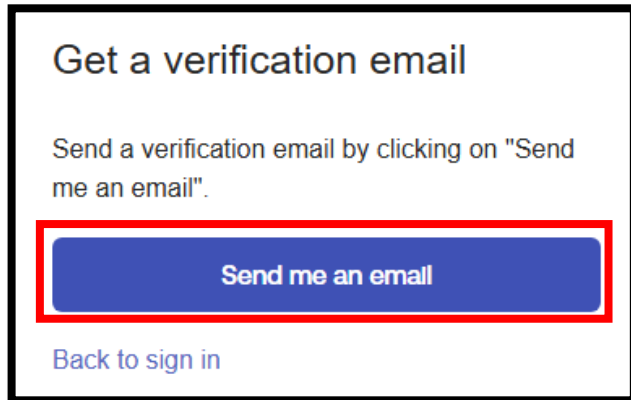 Get a verification email
Send a verification email by clicking on "Send
me an email".
Send me an email
Back to sign in